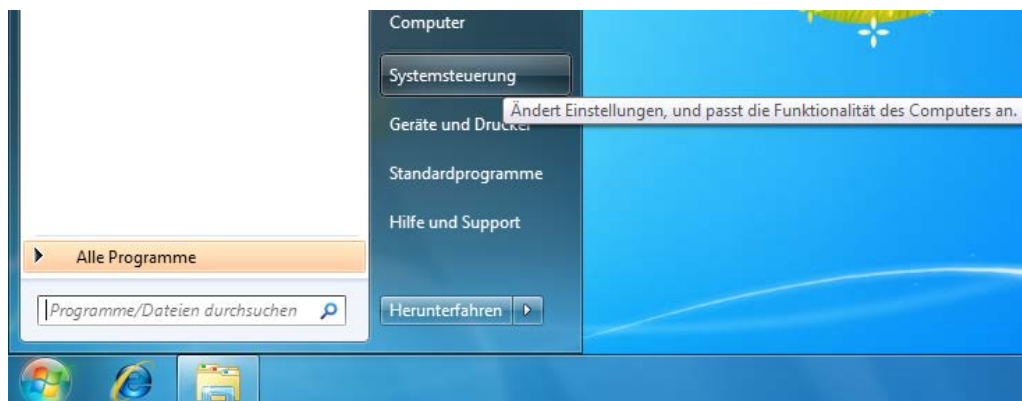 Computer
Systemsteuerung
Ändert Einstellungen, und passt die Funktionalität des Computers an.
Geräte und Drucker
Standardprogramme
Hilfe und Support
Alle Programme
Programme/Dateien durchsuchen
Herunterfahren